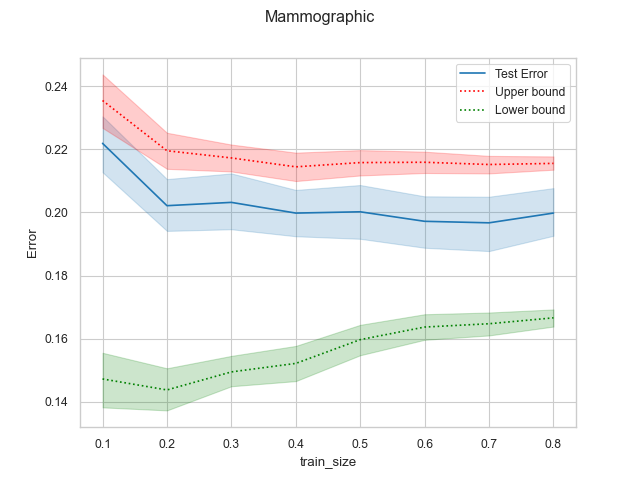 Mammographic
Test Error
Upper bound
Lower bound
0.24
0.22
0.20
0.18
0.16
0.14
Error
0.1 0.2 0.3 0.4 0.5 0.6 0.7 0.8
train_size